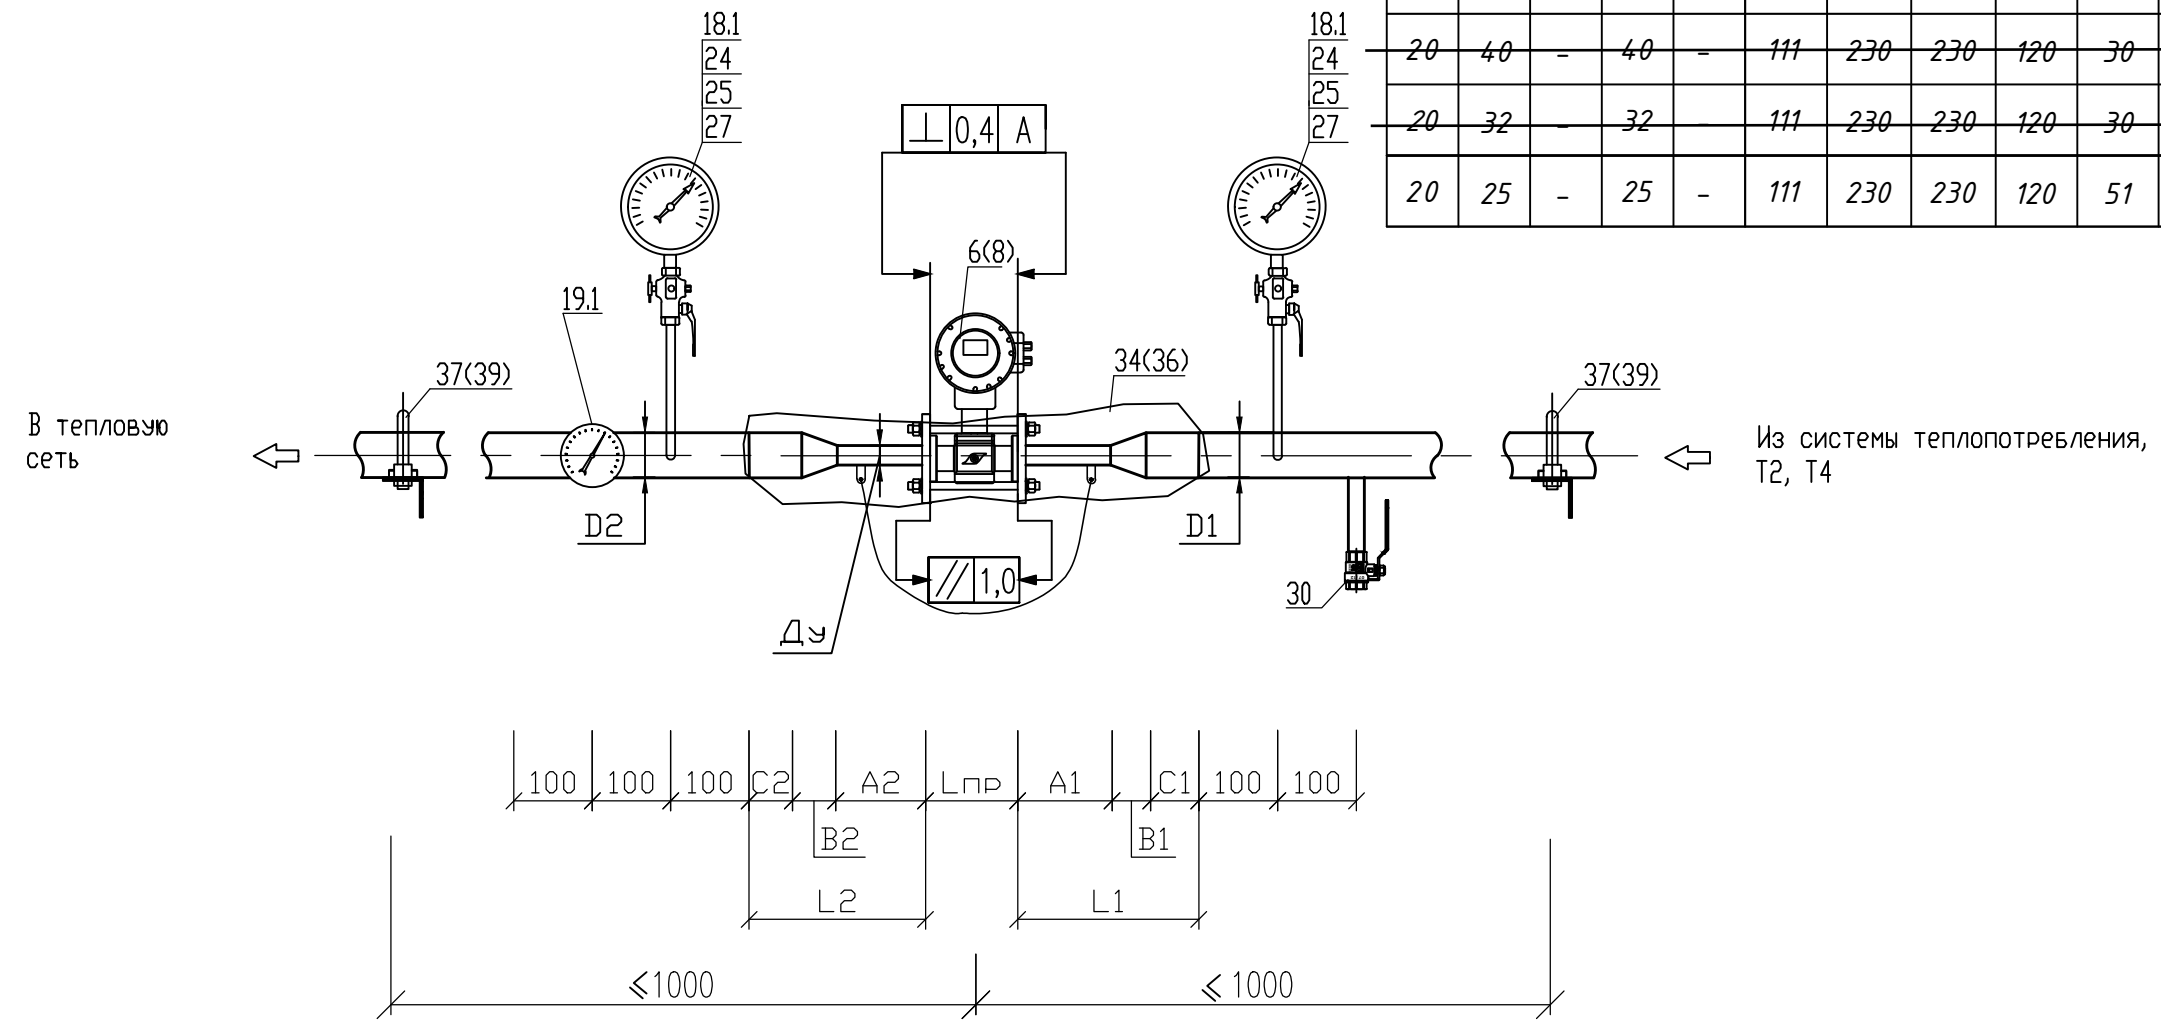 18.1
24
25
27
18.1
24
25
27
20 40 - 40 - 111 230 230 120 30
20 32 - 32 - 111 230 230 120 30
20 25 - 25 - 111 230 230 120 51
⊥ 0,4 А
6(8)
19.1
37(39)
34(36)
37(39)
В тепловую
сеть
Из системы теплопотребления,
Т2, Т4
D2
D1
// 1,0
30
Ду
100 100 100 C2 A2 Lпр A1 C1 100 100
B2 B1
L2 L1
⩽1000 ⩽1000